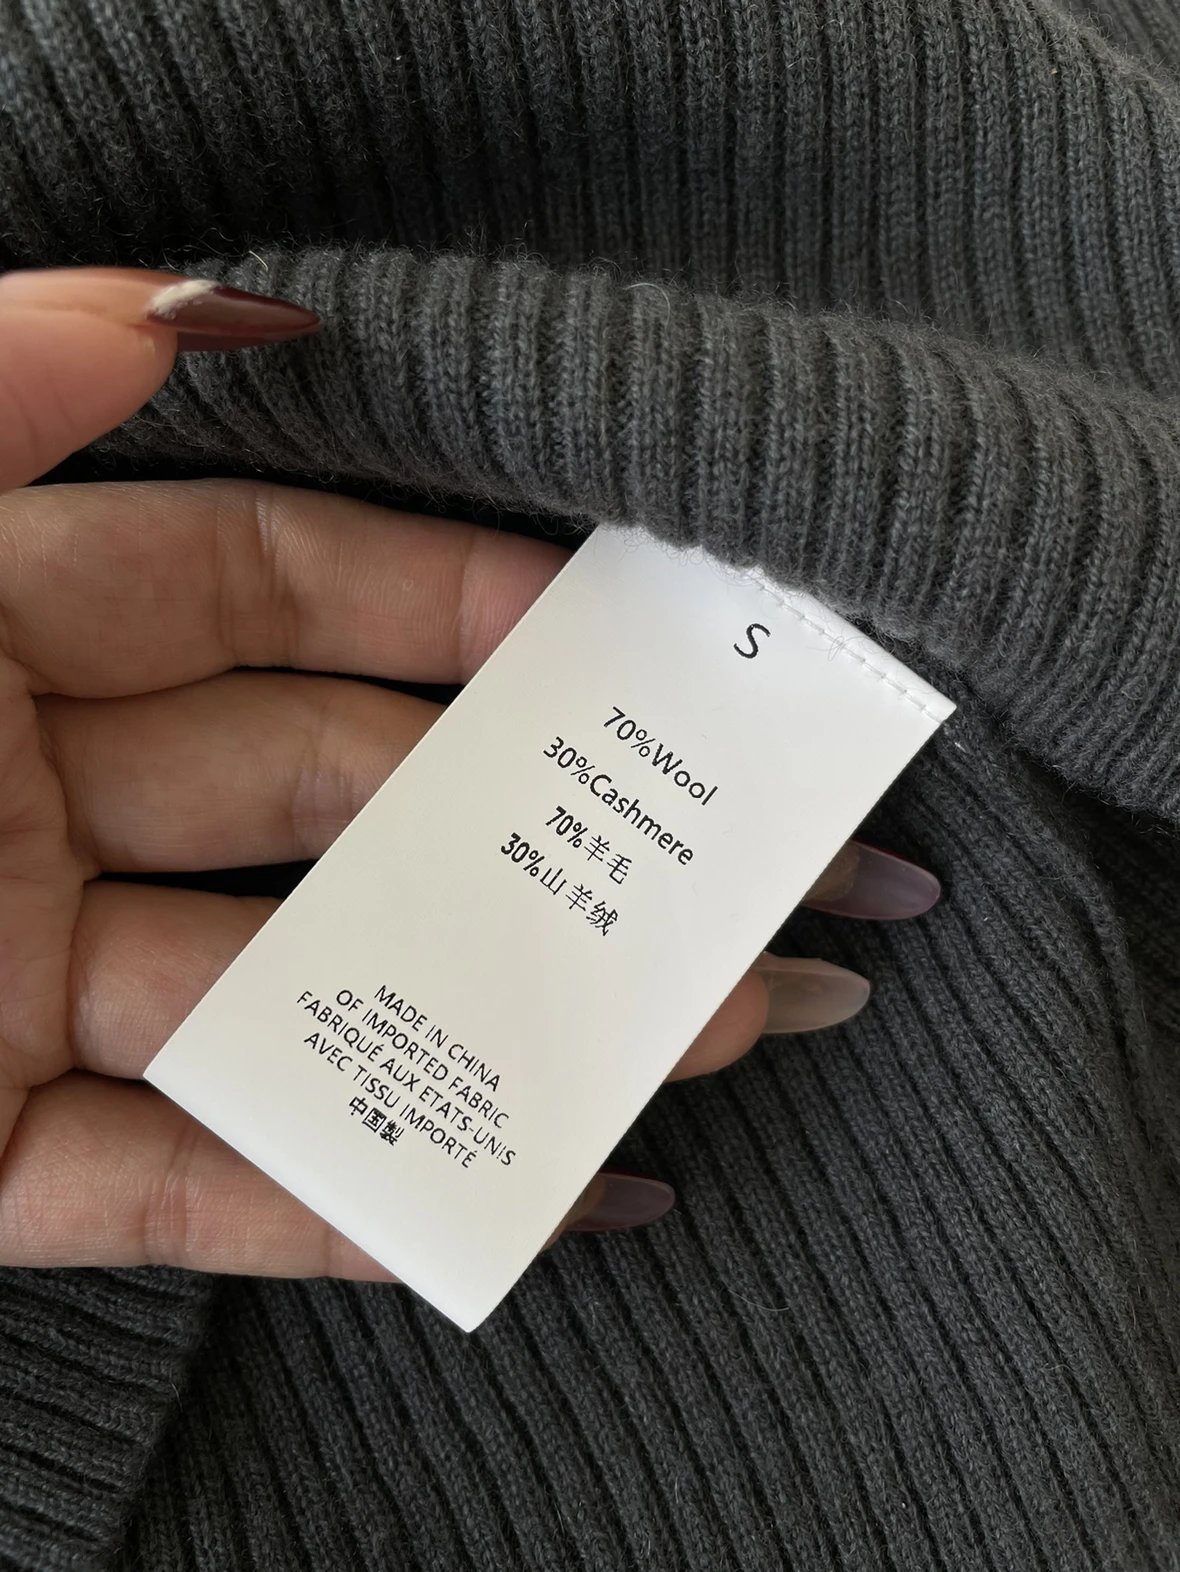 S
70%Wool
30%Cashmere
70%羊毛
30%山羊绒
MADE IN CHINA
OF IMPORTED FABRIC
FABRIQUÉ AUX ETATS-UNIS
AVEC TISSU IMPORTÉ
中国製